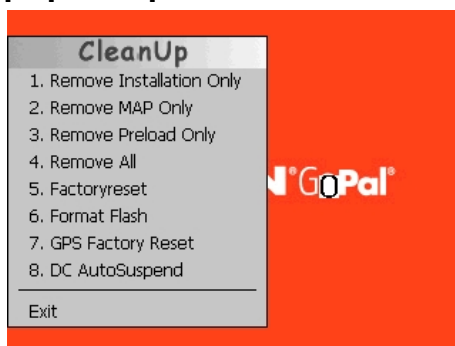 CleanUp
1. Remove Installation Only
2. Remove MAP Only
3. Remove Preload Only
4. Remove All
5. Factoryreset
6. Format Flash
7. GPS Factory Reset
8. DC AutoSuspend
Exit
N® GoPal®